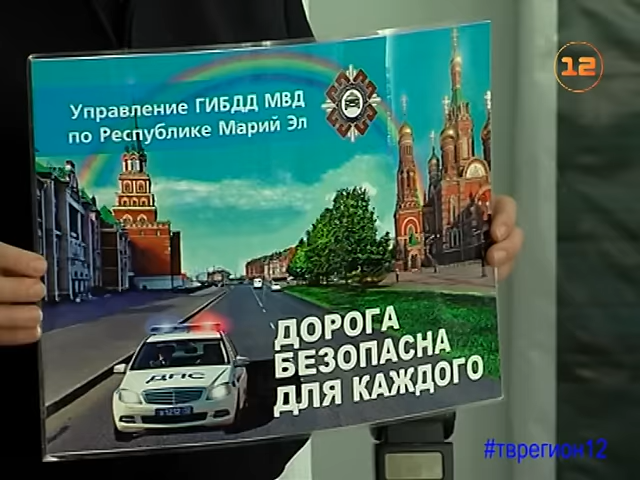 12
Управление ГИБДД МВД
по Республике Марий Эл
ДОРОГА
БЕЗОПАСНА
ДЛЯ КАЖДОГО
ДПС
#тврегион12